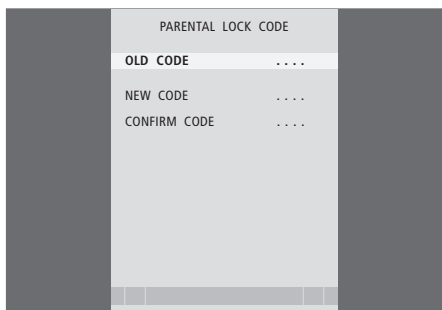 PARENTAL LOCK CODE
OLD CODE ....
NEW CODE ....
CONFIRM CODE ....